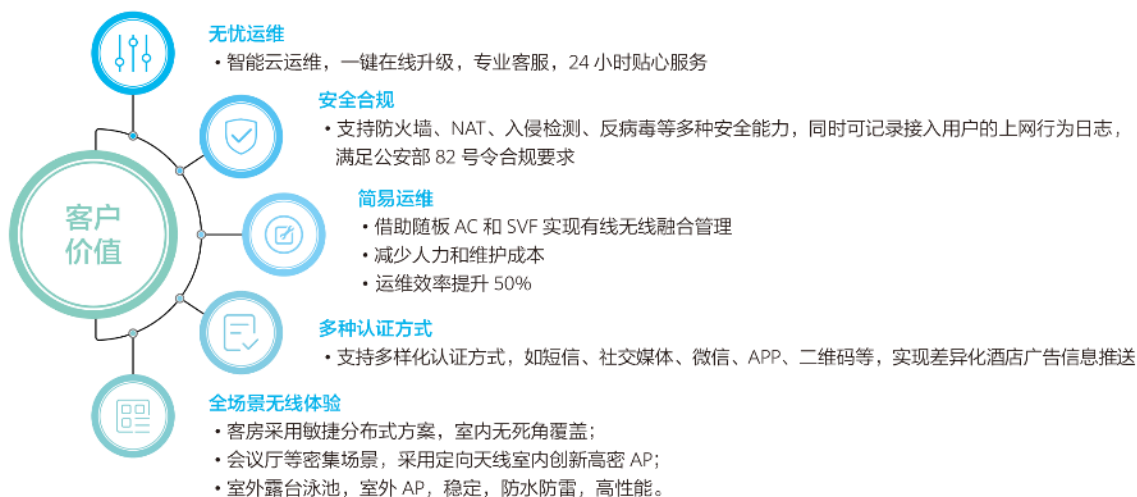 无忧运维
•智能云运维，一键在线升级，专业客服，24 小时贴心服务
安全合规
•支持防火墙、NAT、入侵检测、反病毒等多种安全能力，同时可记录接入用户的上网行为日志，
满足公安部 82 号令合规要求
客户
价值
简易运维
•借助随板 AC 和 SVF 实现有线无线融合管理
•减少人力和维护成本
•运维效率提升 50%
多种认证方式
•支持多样化认证方式，如短信、社交媒体、微信、APP、二维码等，实现差异化酒店广告信息推送
全场景无线体验
•客房采用敏捷分布式方案，室内无死角覆盖；
•会议厅等密集场景，采用定向天线室内创新高密 AP；
•室外露台泳池，室外 AP，稳定，防水防雷，高性能。